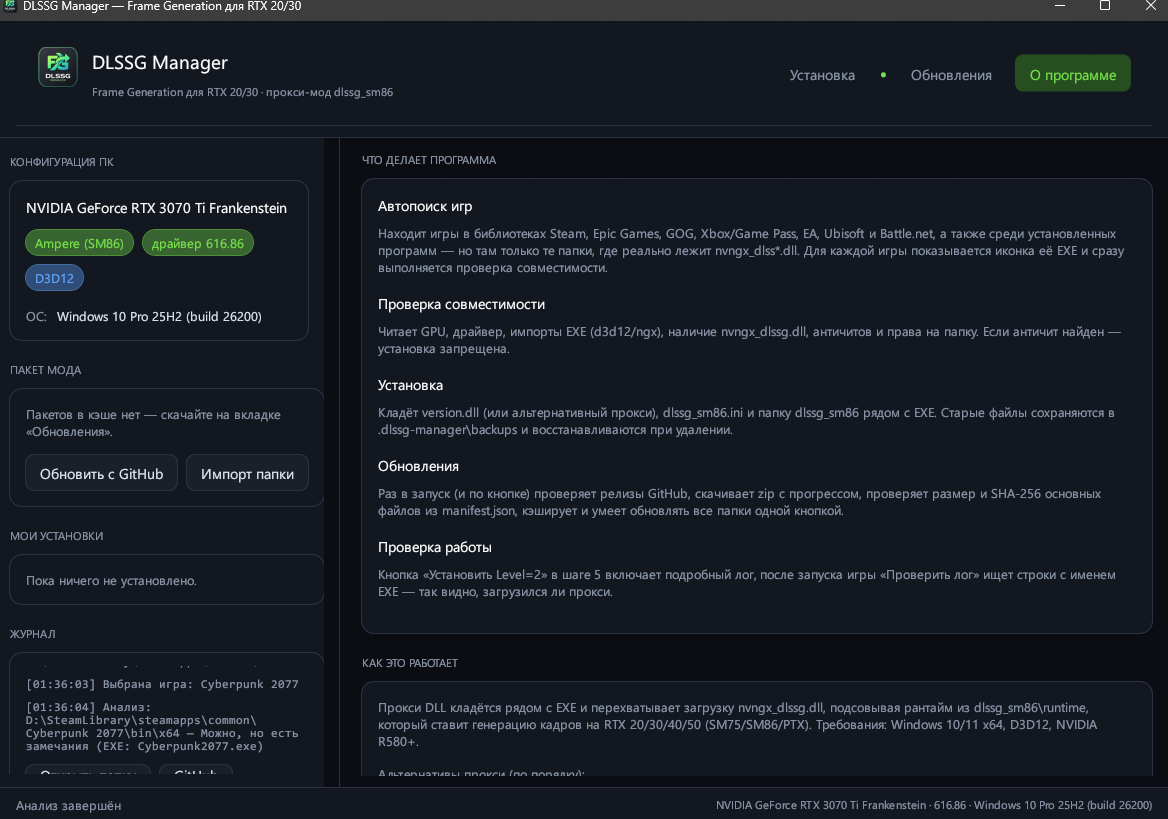 DLSSG Manager — Frame Generation для RTX 20/30
DLSSG
DLSSG Manager
Frame Generation для RTX 20/30 · прокси-мод dlssg_sm86
Установка
Обновления
О программе
КОНФИГУРАЦИЯ ПК
NVIDIA GeForce RTX 3070 Ti Frankenstein
Ampere (SM86)
драйвер 616.86
D3D12
ОС: Windows 10 Pro 25H2 (build 26200)
ПАКЕТ МОДА
Пакетов в кэше нет — скачайте на вкладке
«Обновления».
Обновить с GitHub
Импорт папки
МОИ УСТАНОВКИ
Пока ничего не установлено.
ЖУРНАЛ
[01:36:03] Выбрана игра: Cyberpunk 2077
[01:36:04] Анализ:
D:\SteamLibrary\steamapps\common\
Cyberpunk 2077\bin\x64 — Можно, но есть
замечания (EXE: Cyberpunk2077.exe)
Открыть папку
GitHub
ЧТО ДЕЛАЕТ ПРОГРАММА
Автопоиск игр
Находит игры в библиотеках Steam, Epic Games, GOG, Xbox/Game Pass, EA, Ubisoft и Battle.net, а также среди установленных
программ — но там только те папки, где реально лежит nvngx_dlss*.dll. Для каждой игры показывается иконка её EXE и сразу
выполняется проверка совместимости.
Проверка совместимости
Читает GPU, драйвер, импорты EXE (d3d12/ngx), наличие nvngx_dlssg.dll, античитов и права на папку. Если античит найден —
установка запрещена.
Установка
Кладёт version.dll (или альтернативный прокси), dlssg_sm86.ini и папку dlssg_sm86 рядом с EXE. Старые файлы сохраняются в
.dlssg-manager\backups и восстанавливаются при удалении.
Обновления
Раз в запуск (и по кнопке) проверяет релизы GitHub, скачивает zip с прогрессом, проверяет размер и SHA-256 основных
файлов из manifest.json, кэширует и умеет обновлять все папки одной кнопкой.
Проверка работы
Кнопка «Установить Level=2» в шаге 5 включает подробный лог, после запуска игры «Проверить лог» ищет строки с именем
EXE — так видно, загрузился ли прокси.
КАК ЭТО РАБОТАЕТ
Прокси DLL кладётся рядом с EXE и перехватывает загрузку nvngx_dlssg.dll, подсовывая рантайм из dlssg_sm86\runtime,
который ставит генерацию кадров на RTX 20/30/40/50 (SM75/SM86/PTX). Требования: Windows 10/11 x64, D3D12, NVIDIA
R580+.
Альтернативы прокси (по порядку):
Анализ завершён
NVIDIA GeForce RTX 3070 Ti Frankenstein · 616.86 · Windows 10 Pro 25H2 (build 26200)